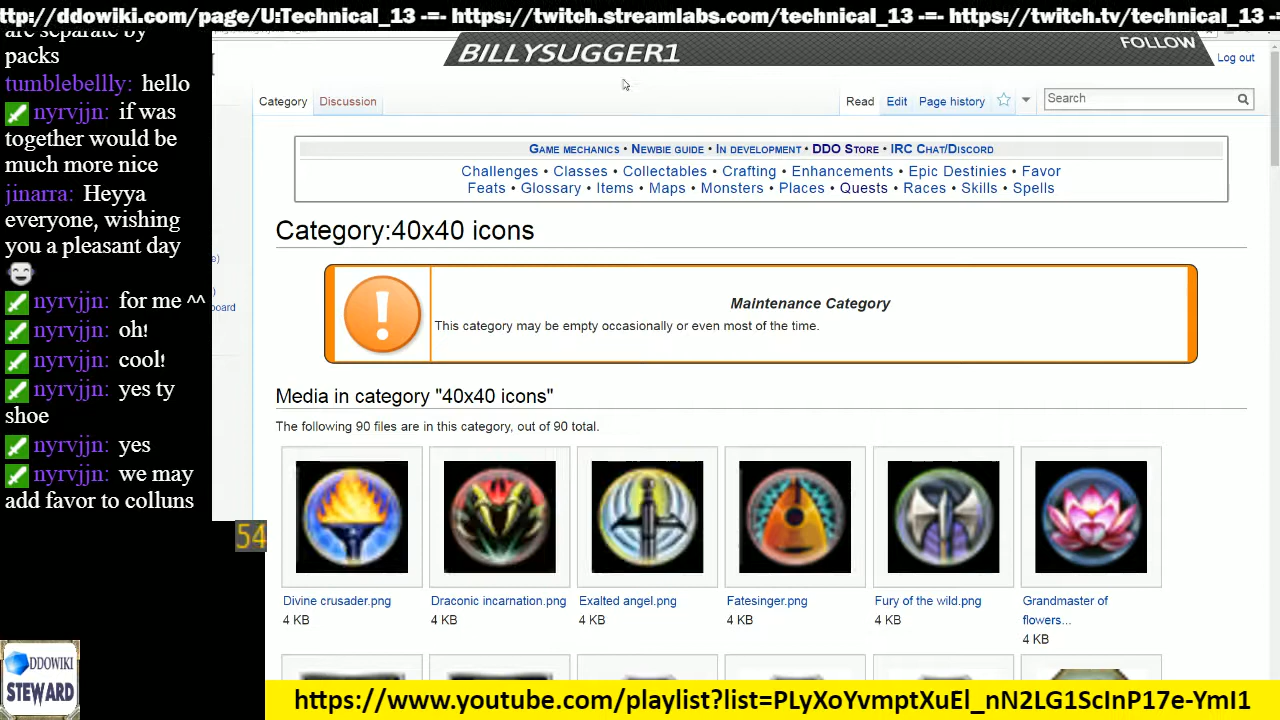 ttp://ddowiki.com/page/U:Technical_13 -=- https://twitch.streamlabs.com/technical_13 -=- https://twitch.tv/technical_13 -=
are separate by
packs
tumblebellly: hello
nyrvjjn: if was
together would be
much more nice
jinarra: Heyya
everyone, wishing
you a pleasant day
nyrvjjn: for me ^^
nyrvjjn: oh!
nyrvjjn: cool!
nyrvjjn: yes ty
shoe
nyrvjjn: yes
nyrvjjn: we may
add favor to colluns
54
DDOWIKI
STEWARD
BILLYSUGGER1
FOLLOW
Log out
Category Discussion Read Edit Page history Search
Game mechanics • Newbie guide • In development • DDO Store • IRC Chat/Discord
Challenges • Classes • Collectables • Crafting • Enhancements • Epic Destinies • Favor
Feats • Glossary • Items • Maps • Monsters • Places • Quests • Races • Skills • Spells
Category:40x40 icons
e)
)
board
Maintenance Category
This category may be empty occasionally or even most of the time.
Media in category "40x40 icons"
The following 90 files are in this category, out of 90 total.
Divine crusader.png
4 KB
Draconic incarnation.png
4 KB
Exalted angel.png
4 KB
Fatesinger.png
4 KB
Fury of the wild.png
4 KB
Grandmaster of
flowers...
4 KB
https://www.youtube.com/playlist?list=PLyXoYvmptXuEl_nN2LG1ScInP17e-YmI1